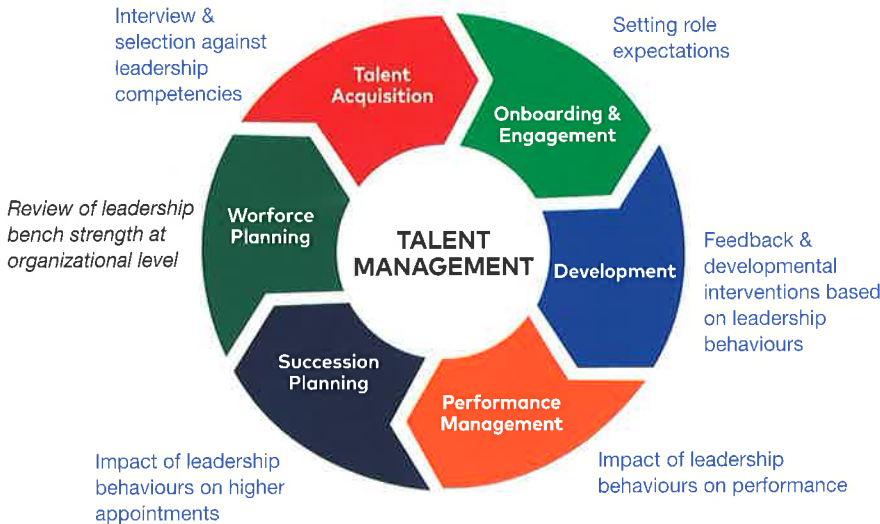 Interview &
selection against
leadership
competencies
Talent
Acquisition
Setting role
expectations
Onboarding &
Engagement
Review of leadership
bench strength at
organizational level
Worforce
Planning
TALENT
MANAGEMENT
Development
Feedback &
developmental
interventions based
on leadership
behaviours
Succession
Planning
Performance
Management
Impact of leadership
behaviours on higher
appointments
Impact of leadership
behaviours on performance